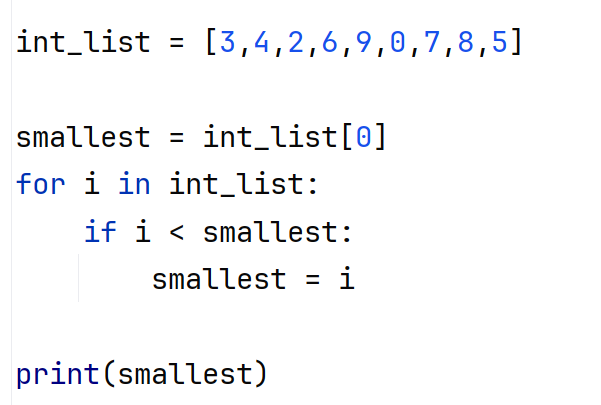 int_list = [3,4,2,6,9,0,7,8,5]

smallest = int_list[0]
for i in int_list:
    if i < smallest:
        smallest = i

print(smallest)